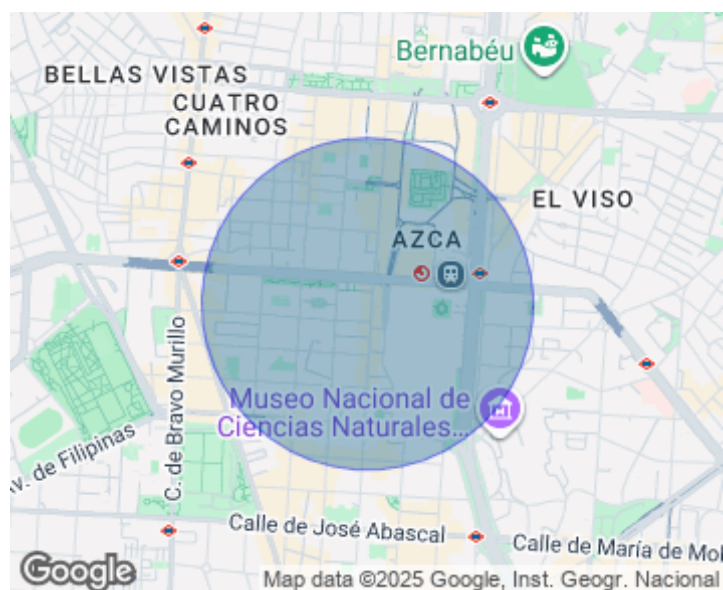 Bernabéu
BELLAS VISTAS
CUATRO
CAMINOS
EL VISO
AZCA
C. de Bravo Murillo
Museo Nacional de
Ciencias Naturales...
Av. de Filipinas
Calle de José Abascal
Calle de María de Mol
Google
Map data ©2025 Google, Inst. Geogr. Nacional